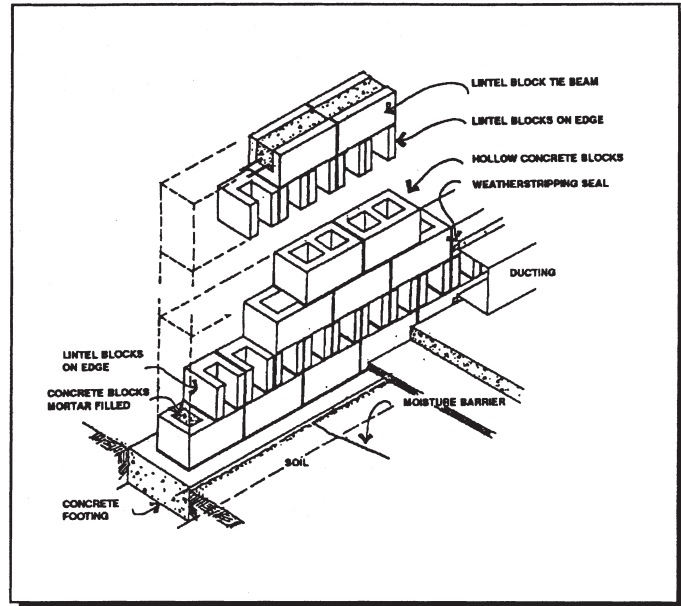 LINTEL BLOCK TIE BEAM
LINTEL BLOCKS ON EDGE
HOLLOW CONCRETE BLOCKS
WEATHERSTRIPPING SEAL
DUCTING
LINTEL BLOCKS
ON EDGE
CONCRETE BLOCKS
MORTAR FILLED
MOISTURE BARRIER
SOIL
CONCRETE
FOOTING